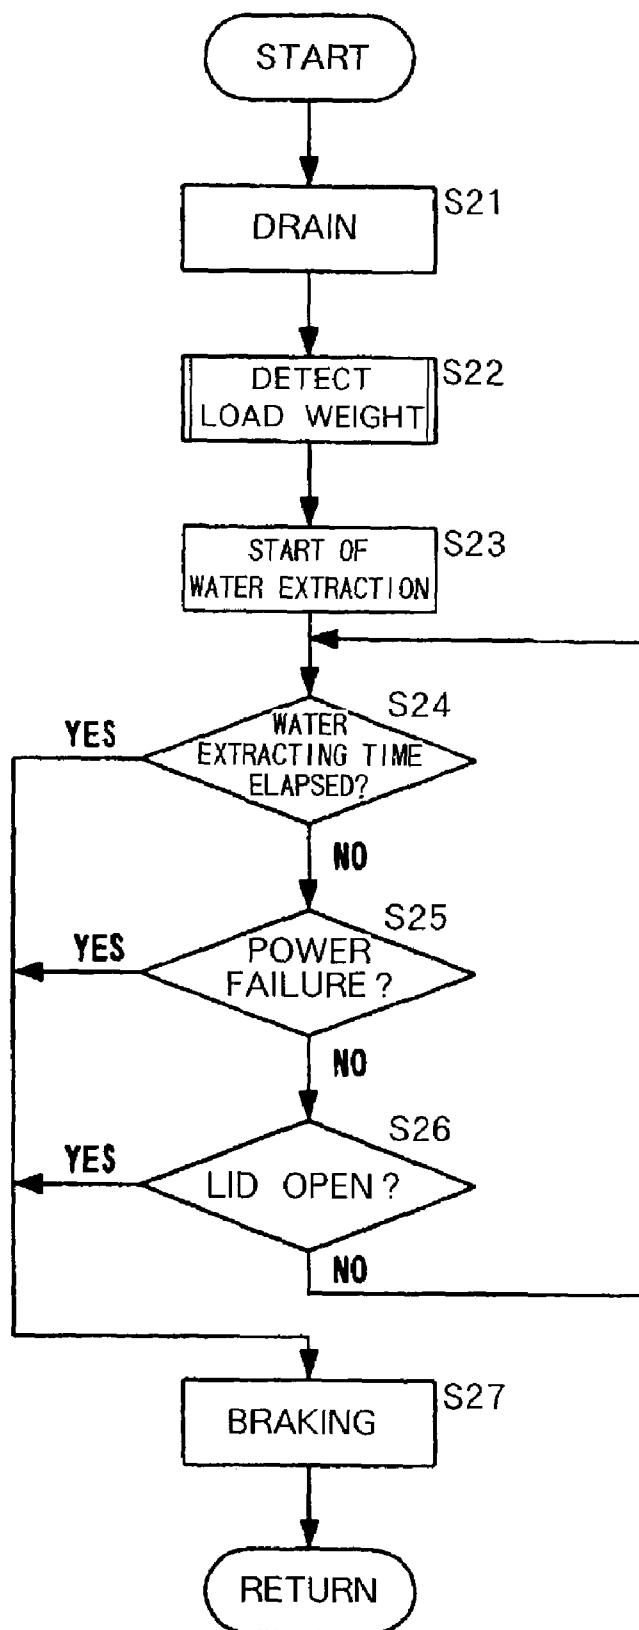 START
S21
DRAIN
S22
DETECT
LOAD WEIGHT
S23
START OF
WATER EXTRACTION
S24
YES
WATER
EXTRACTING TIME
ELAPSED?
NO
S25
YES
POWER
FAILURE?
NO
S26
YES
LID OPEN?
NO
S27
BRAKING
RETURN